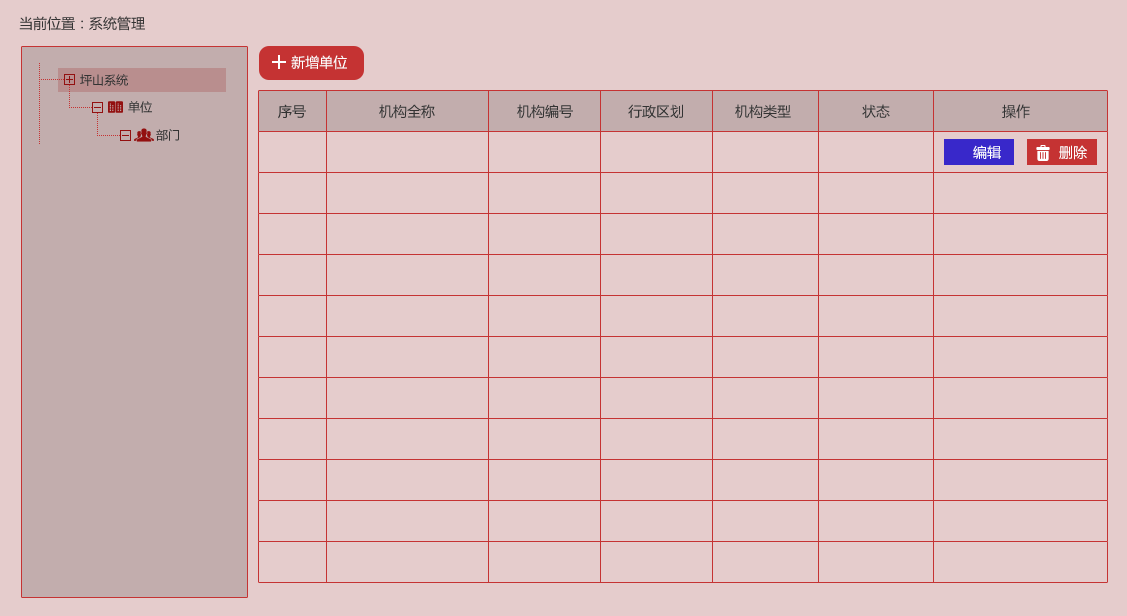 当前位置：系统管理
新增单位
坪山系统
单位
部门
序号 机构全称 机构编号 行政区划 机构类型 状态 操作
编辑 删除